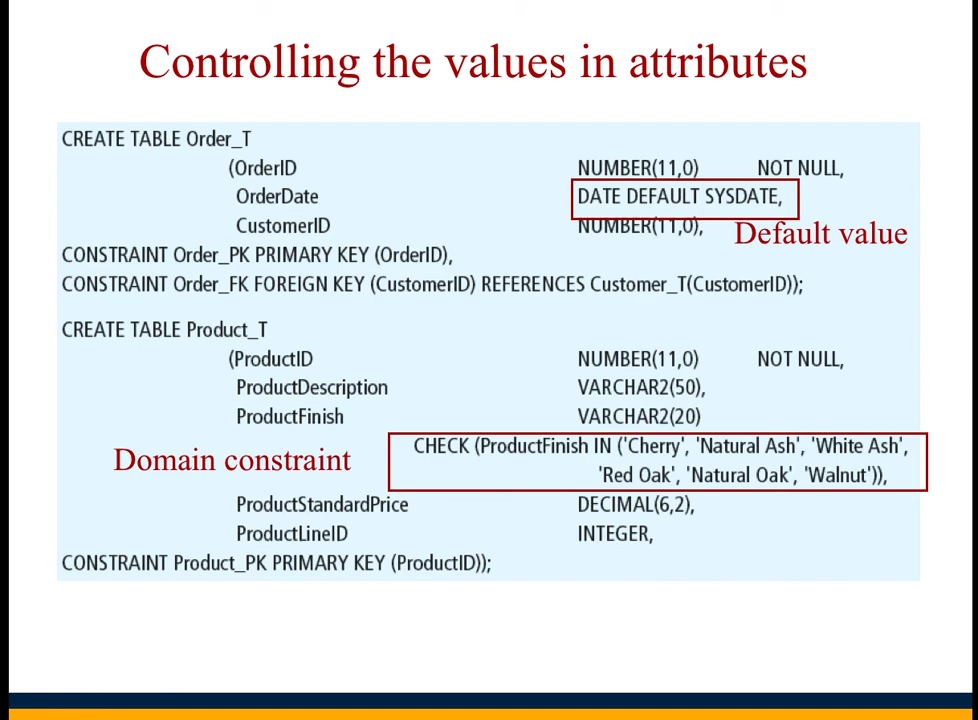 Controlling the values in attributes
CREATE TABLE Order_T
(OrderID NUMBER(11,0) NOT NULL,
OrderDate DATE DEFAULT SYSDATE,
CustomerID NUMBER(11,0),
Default value
CONSTRAINT Order_PK PRIMARY KEY (OrderID),
CONSTRAINT Order_FK FOREIGN KEY (CustomerID) REFERENCES Customer_T(CustomerID));
CREATE TABLE Product_T
(ProductID NUMBER(11,0) NOT NULL,
ProductDescription VARCHAR2(50),
ProductFinish VARCHAR2(20)
CHECK (ProductFinish IN ('Cherry', 'Natural Ash', 'White Ash',
Domain constraint
'Red Oak', 'Natural Oak', 'Walnut')),
ProductStandardPrice DECIMAL(6,2),
ProductLineID INTEGER,
CONSTRAINT Product_PK PRIMARY KEY (ProductID));